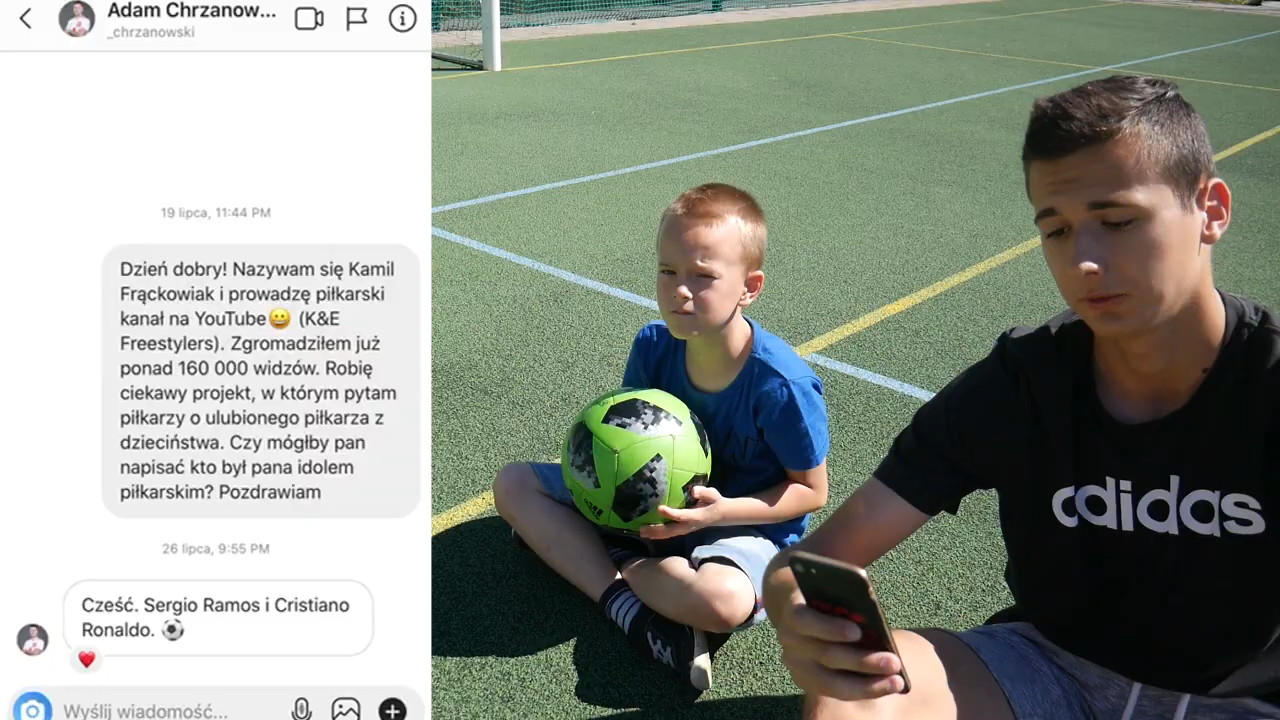 Adam Chrzanow...
_chrzanowski
19 lipca, 11:44 PM
Dzień dobry! Nazywam się Kamil
Frąckowiak i prowadzę piłkarski
kanał na YouTube😀 (K&E
Freestylers). Zgromadziłem już
ponad 160 000 widzów. Robię
ciekawy projekt, w którym pytam
piłkarzy o ulubionego piłkarza z
dzieciństwa. Czy mógłby pan
napisać kto był pana idolem
piłkarskim? Pozdrawiam
26 lipca, 9:55 PM
Cześć. Sergio Ramos i Cristiano
Ronaldo. ⚽
❤️
Wyślij wiadomość...
adidas